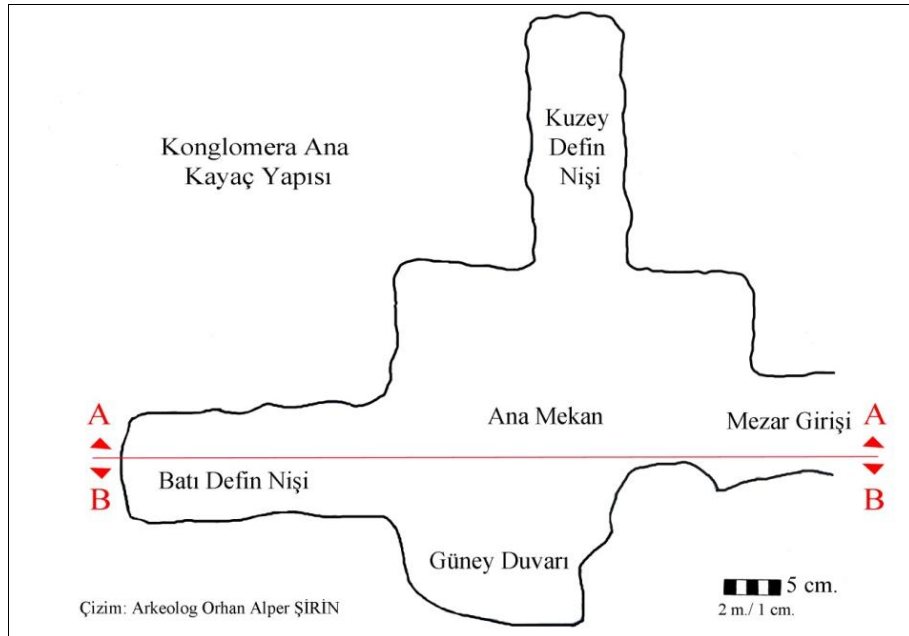 Kuzey
Defin
Nişi
Konglomera Ana
Kayaç Yapısı
A
A
Ana Mekan
Mezar Girişi
B
B
Batı Defin Nişi
Güney Duvarı
5 cm.
2 m./ 1 cm.
Çizim: Arkeolog Orhan Alper ŞİRİN